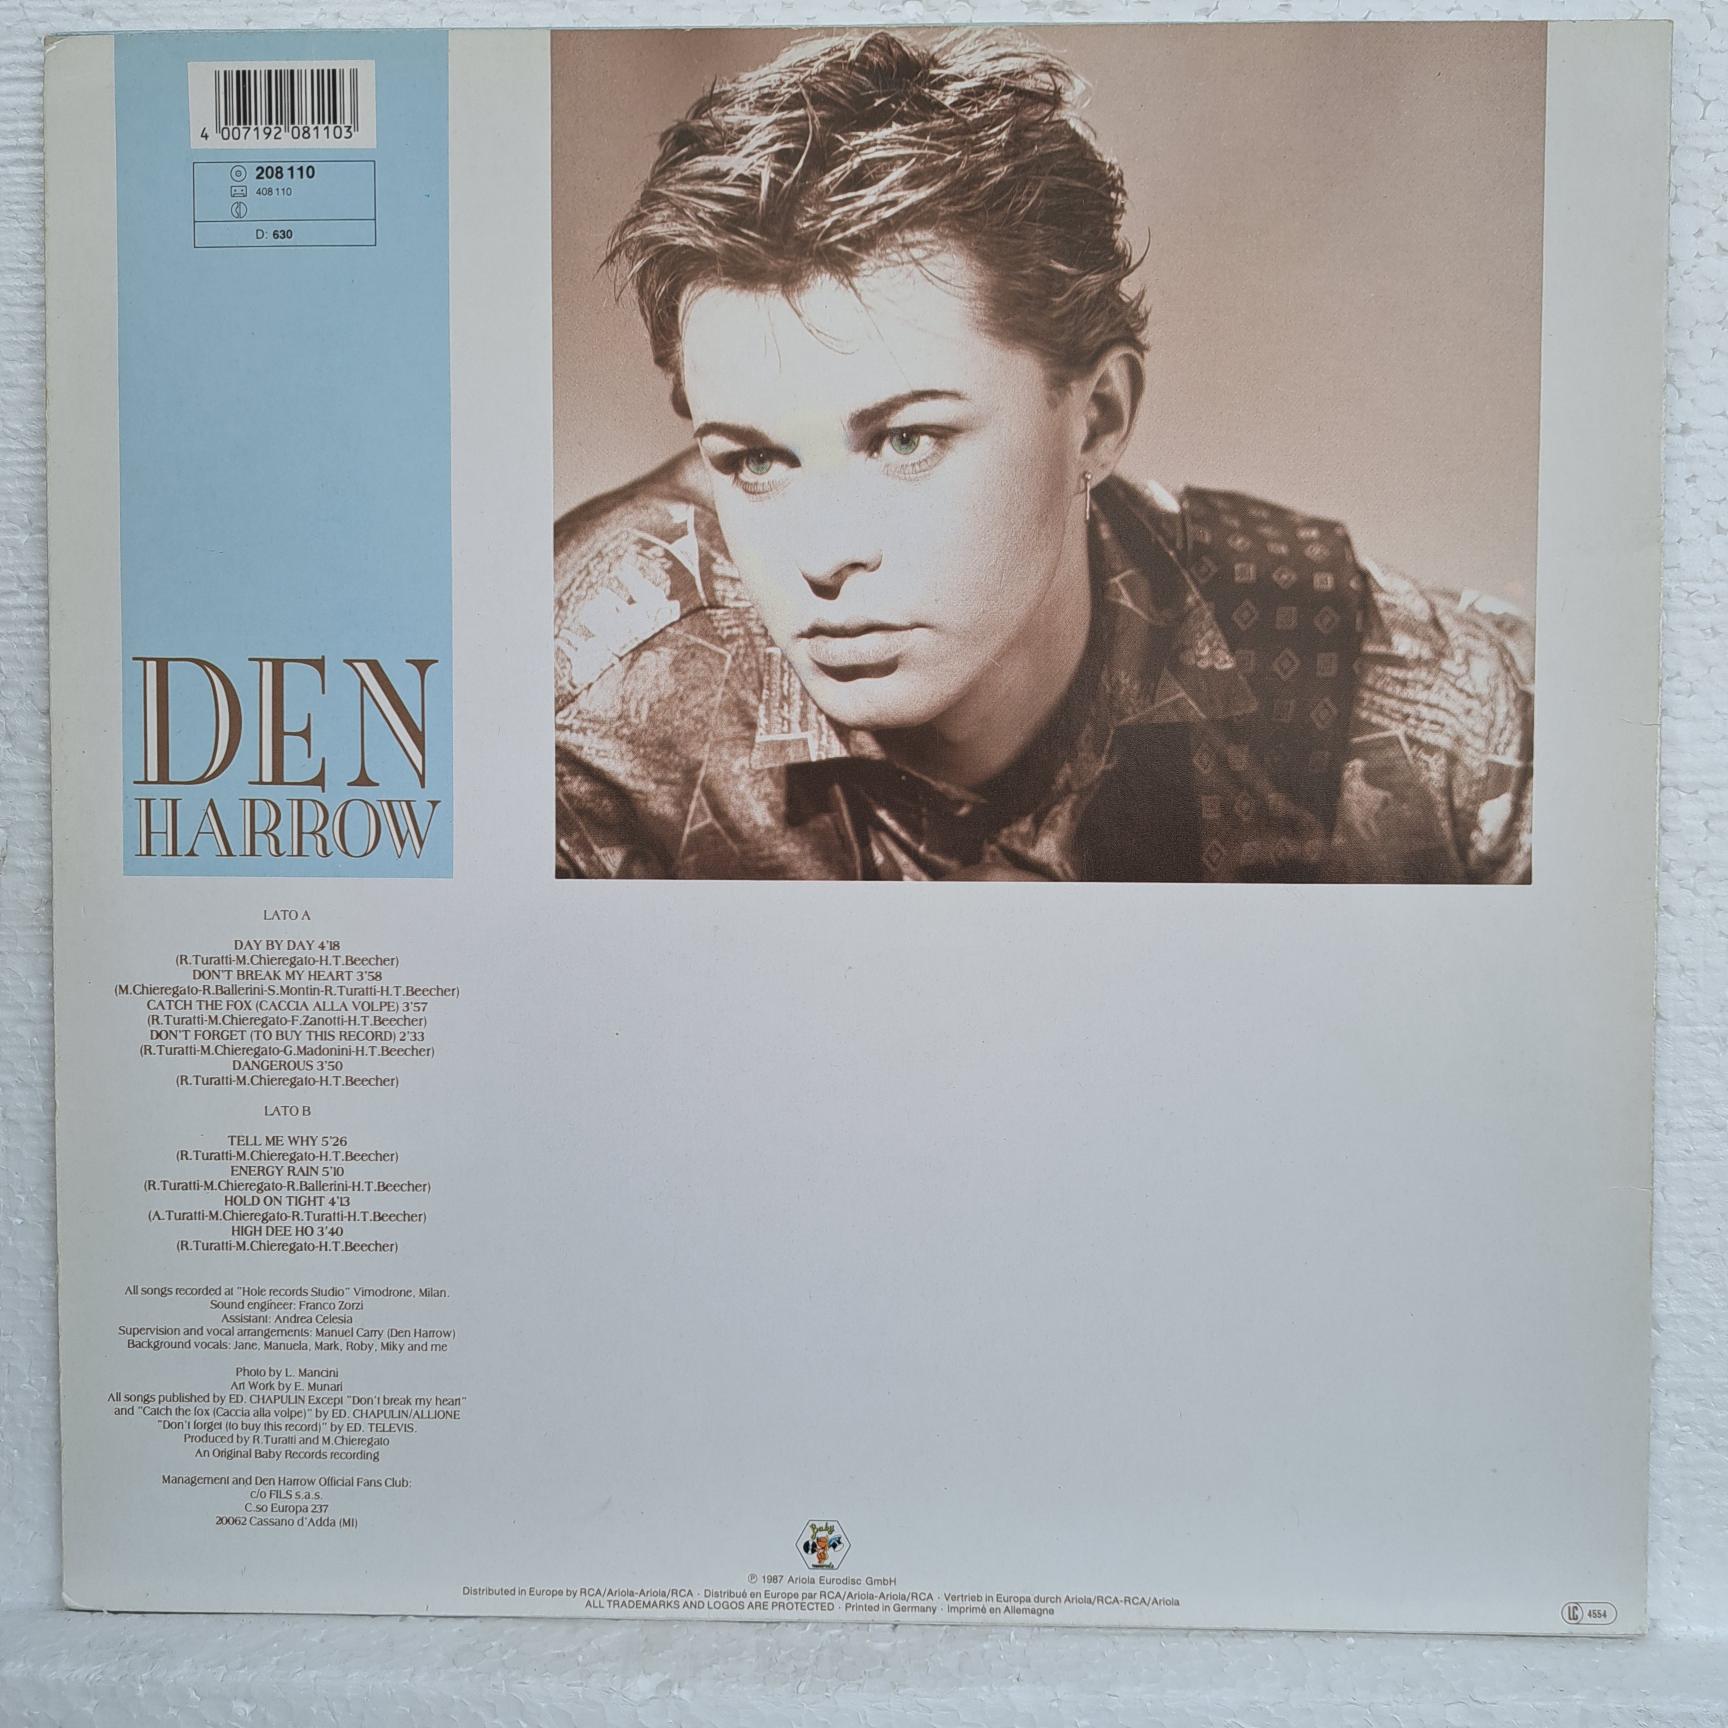 4 007192 081103
208 110
408 110
D: 630
DEN
HARROW
LATO A
DAY BY DAY 4'18
(R.Turatti-M.Chieregato-H.T.Beecher)
DON'T BREAK MY HEART 3'58
(M.Chieregato-R.Ballerini-S.Montin-R.Turatti-H.T.Beecher)
CATCH THE FOX (CACCIA ALLA VOLPE) 3'57
(R.Turatti-M.Chieregato-F.Zanotti-H.T.Beecher)
DON'T FORGET (TO BUY THIS RECORD) 2'33
(R.Turatti-M.Chieregato-G.Madonini-H.T.Beecher)
DANGEROUS 3'50
(R.Turatti-M.Chieregato-H.T.Beecher)
LATO B
TELL ME WHY 5'26
(R.Turatti-M.Chieregato-H.T.Beecher)
ENERGY RAIN 5'10
(R.Turatti-M.Chieregato-R.Ballerini-H.T.Beecher)
HOLD ON TIGHT 4'13
(A.Turatti-M.Chieregato-R.Turatti-H.T.Beecher)
HIGH DEE HO 3'40
(R.Turatti-M.Chieregato-H.T.Beecher)
All songs recorded at "Hole records Studio" Vimodrone, Milan.
Sound engineer: Franco Zorzi
Assistant: Andrea Celesia
Supervision and vocal arrangements: Manuel Carry (Den Harrow)
Background vocals: Jane, Manuela, Mark, Roby, Miky and me
Photo by L. Mancini
Art Work by E. Munari
All songs published by ED. CHAPULIN Except "Don't break my heart"
and "Catch the fox (Caccia alla volpe)" by ED. CHAPULIN/ALLIONE
"Don't forget (to buy this record)" by ED. TELEVIS.
Produced by R.Turatti and M.Chieregato
An Original Baby Records recording
Management and Den Harrow Official Fans Club:
c/o FILS s.a.s.
C.so Europa 237
20062 Cassano d'Adda (MI)
Baby
℗ 1987 Ariola Eurodisc GmbH
Distributed in Europe by RCA/Ariola-Ariola/RCA · Distribué en Europe par RCA/Ariola-Ariola/RCA · Vertrieb in Europa durch Ariola/RCA-RCA/Ariola
ALL TRADEMARKS AND LOGOS ARE PROTECTED · Printed in Germany · Imprimé en Allemagne
LC 4554